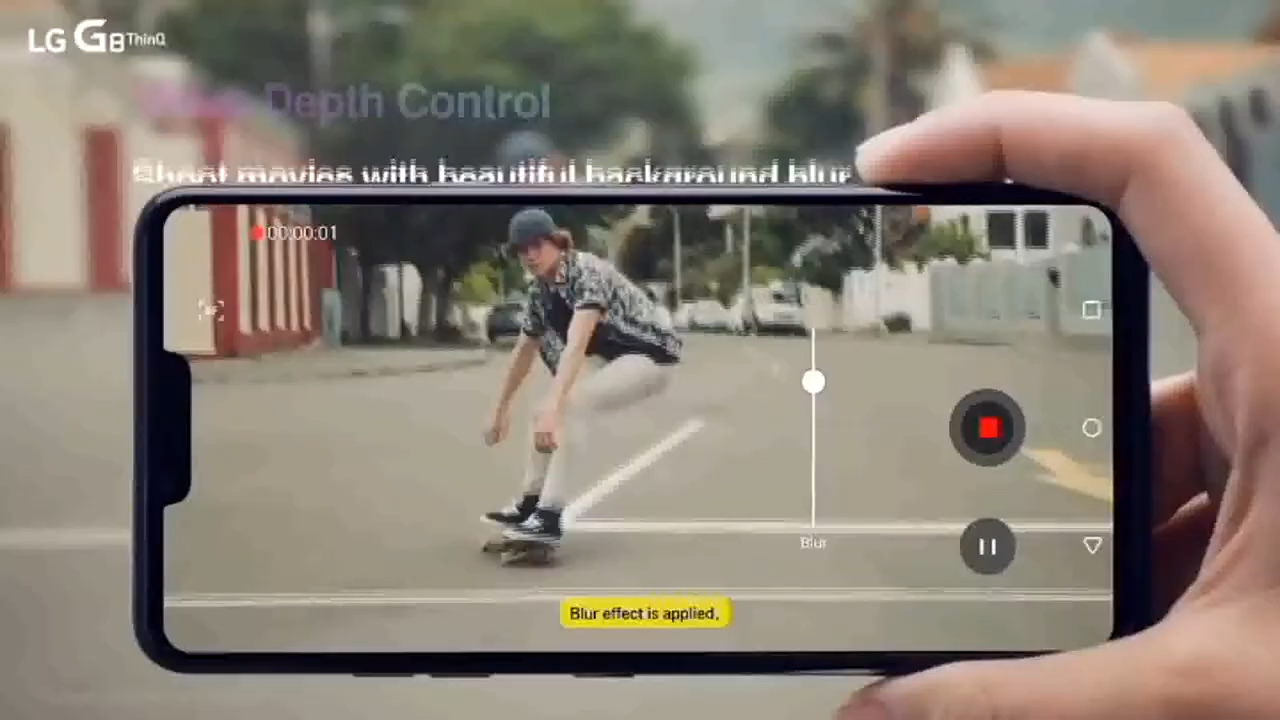 LG G8 ThinQ
Depth Control
Shoot movies with beautiful background blur
00:00:01
AF
Blur
Blur effect is applied.